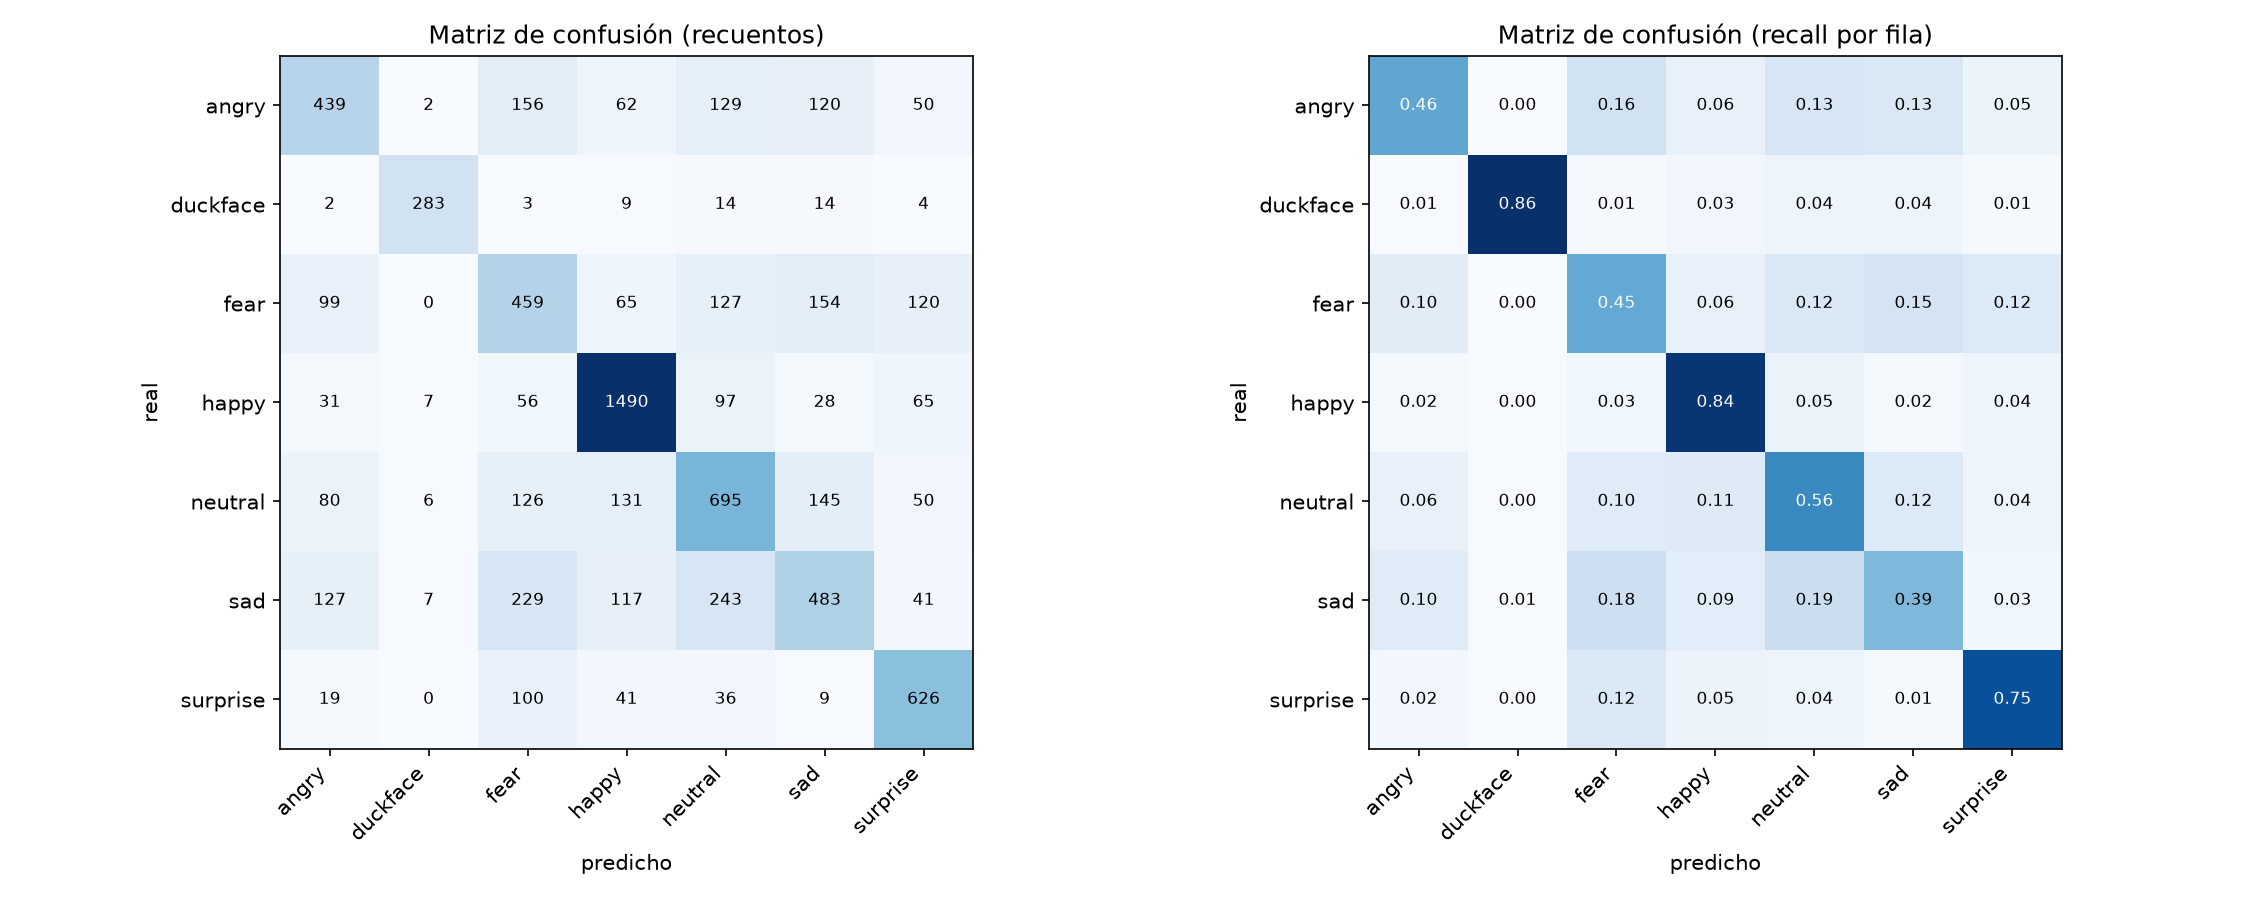 Matriz de confusión (recuentos)
angry 439 2 156 62 129 120 50
duckface 2 283 3 9 14 14 4
fear 99 0 459 65 127 154 120
happy 31 7 56 1490 97 28 65
neutral 80 6 126 131 695 145 50
sad 127 7 229 117 243 483 41
surprise 19 0 100 41 36 9 626
real
angry duckface fear happy neutral sad surprise
predicho
Matriz de confusión (recall por fila)
angry 0.46 0.00 0.16 0.06 0.13 0.13 0.05
duckface 0.01 0.86 0.01 0.03 0.04 0.04 0.01
fear 0.10 0.00 0.45 0.06 0.12 0.15 0.12
happy 0.02 0.00 0.03 0.84 0.05 0.02 0.04
neutral 0.06 0.00 0.10 0.11 0.56 0.12 0.04
sad 0.10 0.01 0.18 0.09 0.19 0.39 0.03
surprise 0.02 0.00 0.12 0.05 0.04 0.01 0.75
real
angry duckface fear happy neutral sad surprise
predicho